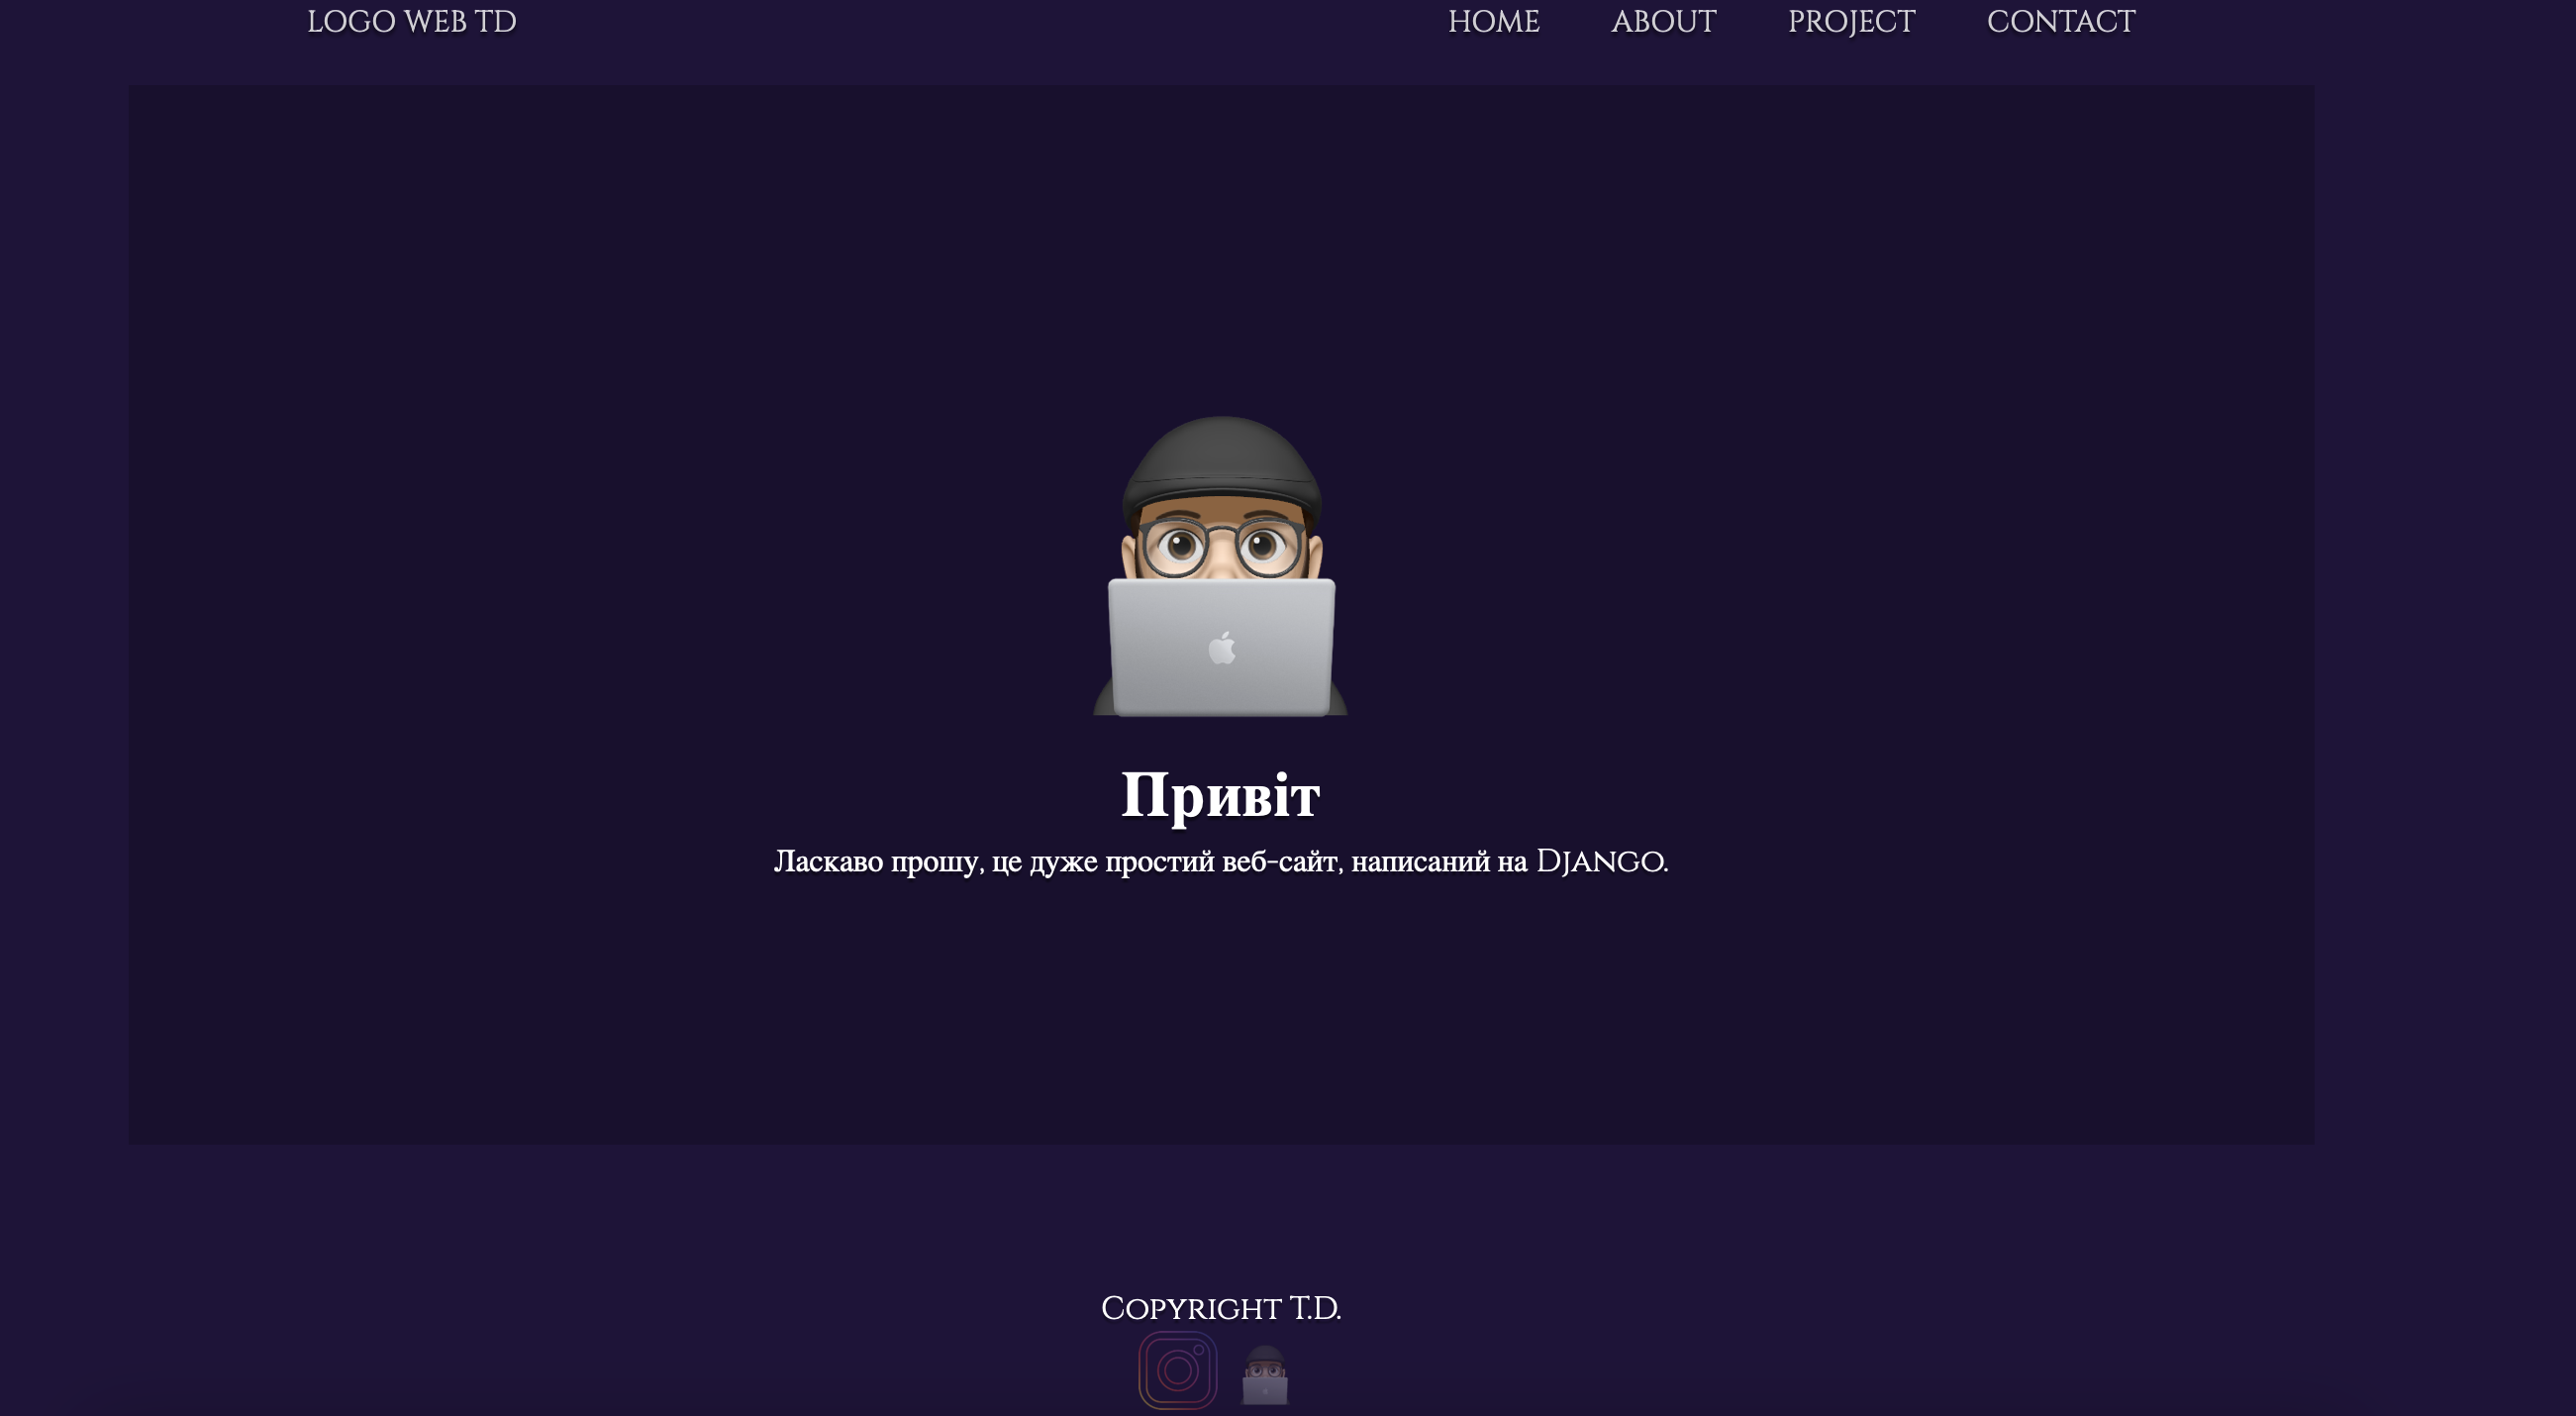 LOGO WEB TD
HOME ABOUT PROJECT CONTACT
Привіт
Ласкаво прошу, це дуже простий веб-сайт, написаний на Django.
Copyright T.D.